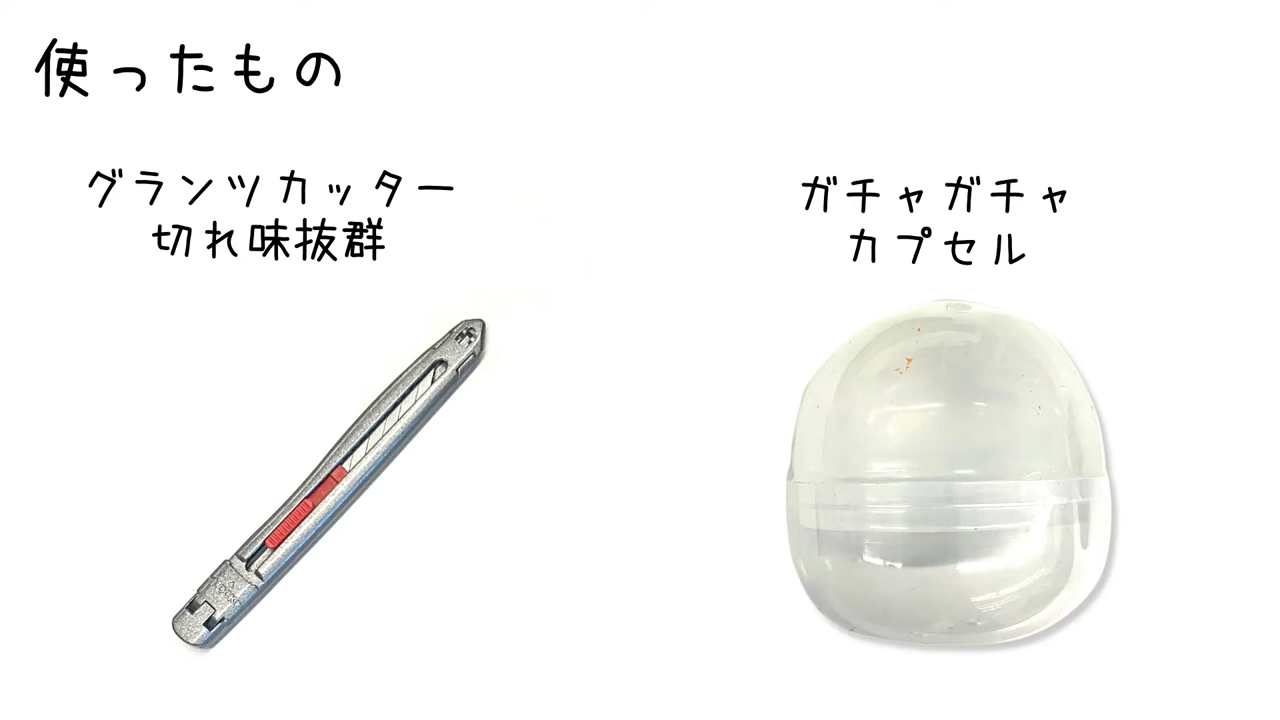 使ったもの
グランツカッター
切れ味抜群
ガチャガチャ
カプセル